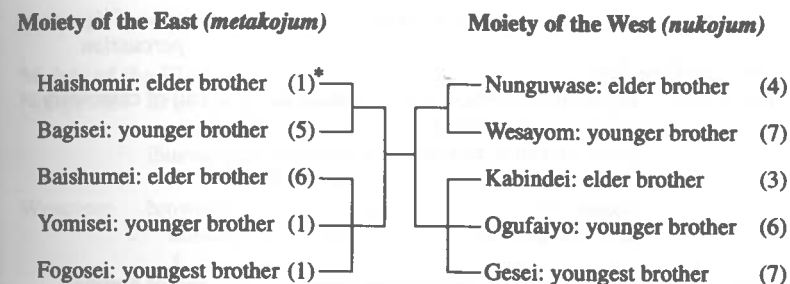 Moiety of the East (metakojum) Moiety of the West (nukojum)
Haishomir: elder brother (1)* Nunguwase: elder brother (4)
Bagisei: younger brother (5) Wesayom: younger brother (7)
Baishumei: elder brother (6) Kabindei: elder brother (3)
Yomisei: younger brother (1) Ogufaiyo: younger brother (6)
Fogosei: youngest brother (1) Gesei: youngest brother (7)